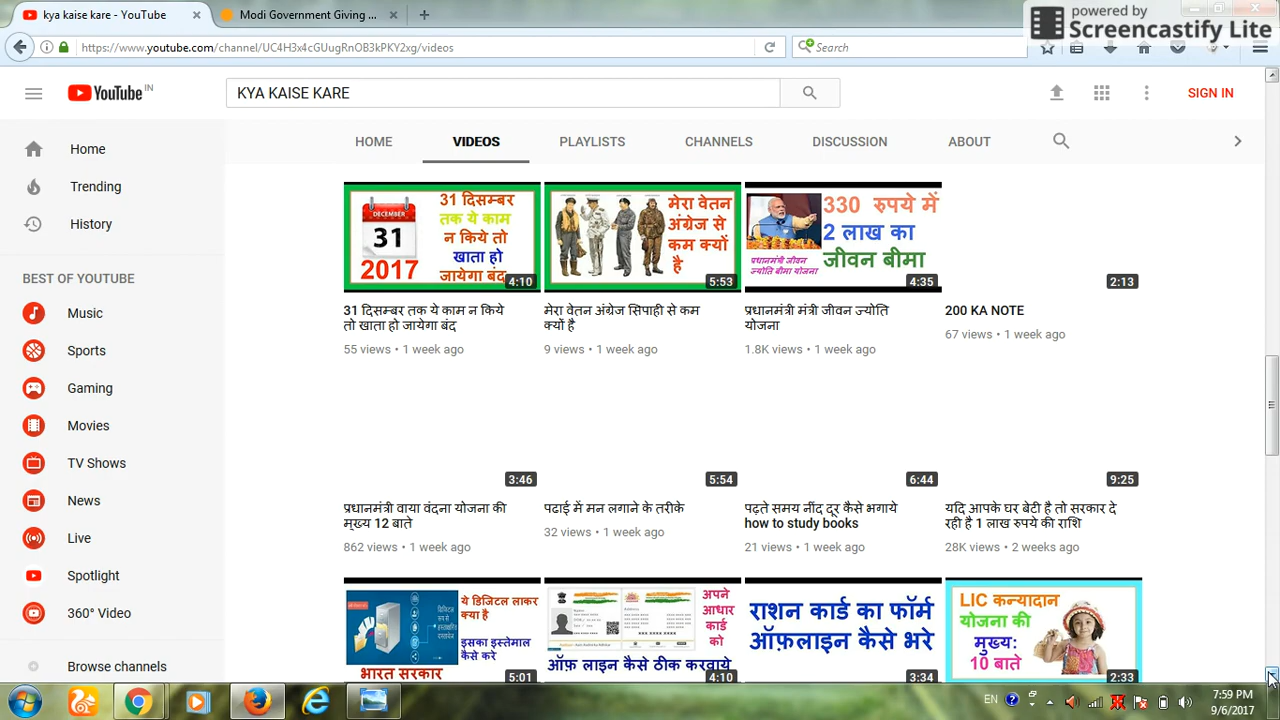 kya kaise kare - YouTube
Modi Government Giving ...
powered by
Screencastify Lite
https://www.youtube.com/channel/UC4H3x4cGUugRnOBSxPKY2zg/videos
Search
YouTube IN
KYA KAISE KARE
SIGN IN
HOME
VIDEOS
PLAYLISTS
CHANNELS
DISCUSSION
ABOUT
Home
Trending
History
BEST OF YOUTUBE
Music
Sports
Gaming
Movies
TV Shows
News
Live
Spotlight
360° Video
Browse channels
DECEMBER
31
2017
31 दिसम्बर
तक ये काम
न किये तो
खाता हो
जायेगा बंद
4:10
31 दिसम्बर तक ये काम न किये
तो खाता हो जायेगा बंद
55 views • 1 week ago
मेरा वेतन
अंग्रेज से
कम क्यों
है
5:53
मेरा वेतन अंग्रेज सिपाही से कम
क्यों है
9 views • 1 week ago
330 रुपये में
2 लाख का
जीवन बीमा
प्रधानमंत्री जीवन
ज्योति बीमा योजना
4:35
प्रधानमंत्री मंत्री जीवन ज्योति
योजना
1.8K views • 1 week ago
2:13
200 KA NOTE
67 views • 1 week ago
3:46
प्रधानमंत्री वाया वंदना योजना की
मुख्य 12 बाते
862 views • 1 week ago
5:54
पढाई में मन लगाने के तरीके
32 views • 1 week ago
6:44
पढ़ते समय नींद दूर कैसे भगाये
how to study books
21 views • 1 week ago
9:25
यदि आपके घर बेटी है तो सरकार दे
रही है 1 लाख रुपये की राशि
28K views • 2 weeks ago
ये डिजिटल लाकर
क्या है
इसका इस्तेमाल
कैसे करे
भारत सरकार
5:01
अपने
आधार
कार्ड
को
ऑफ़ लाइन कैसे ठीक करवाये
4:10
राशन कार्ड का फॉर्म
ऑफ़लाइन कैसे भरे
3:34
LIC कन्यादान
योजना की
मुख्य:
10 बाते
2:33
EN
7:59 PM
9/6/2017